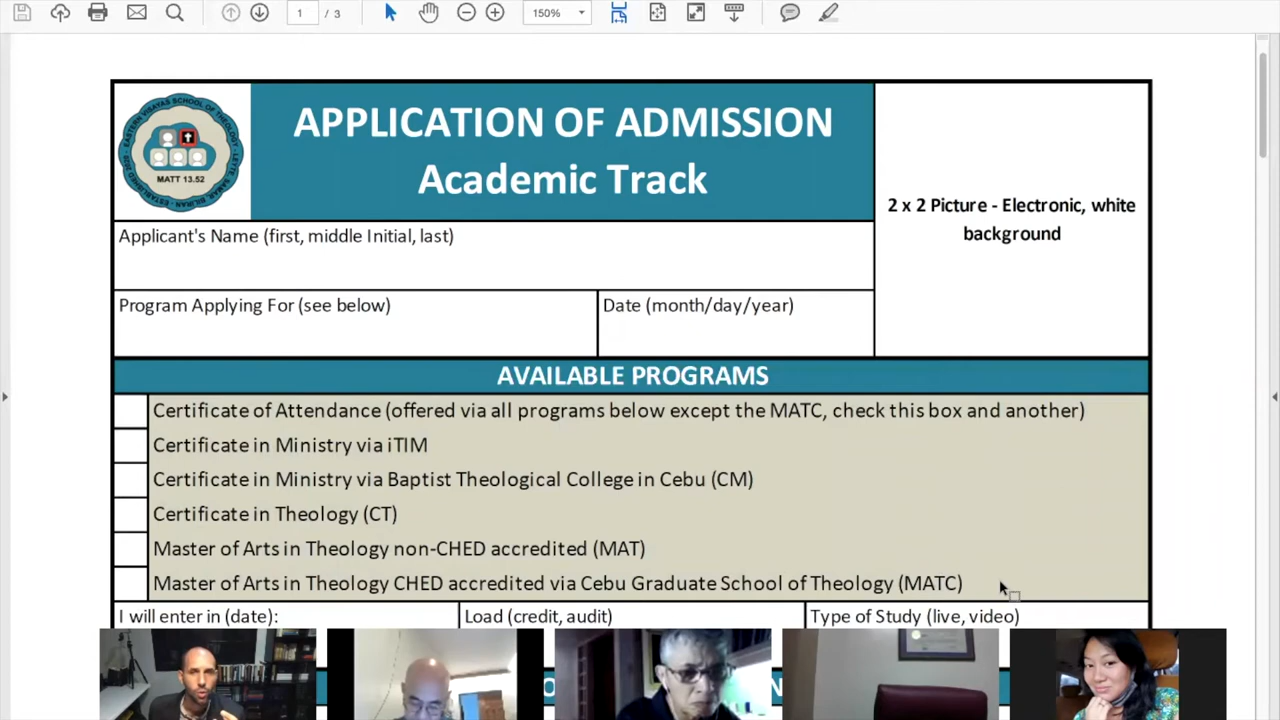 1 / 3
150%
EASTERN VISAYAS SCHOOL OF THEOLOGY
MATT 13.52
APPLICATION OF ADMISSION
Academic Track
2 x 2 Picture - Electronic, white
background
Applicant's Name (first, middle Initial, last)
Program Applying For (see below)
Date (month/day/year)
AVAILABLE PROGRAMS
Certificate of Attendance (offered via all programs below except the MATC, check this box and another)
Certificate in Ministry via iTIM
Certificate in Ministry via Baptist Theological College in Cebu (CM)
Certificate in Theology (CT)
Master of Arts in Theology non-CHED accredited (MAT)
Master of Arts in Theology CHED accredited via Cebu Graduate School of Theology (MATC)
I will enter in (date):
Load (credit, audit)
Type of Study (live, video)